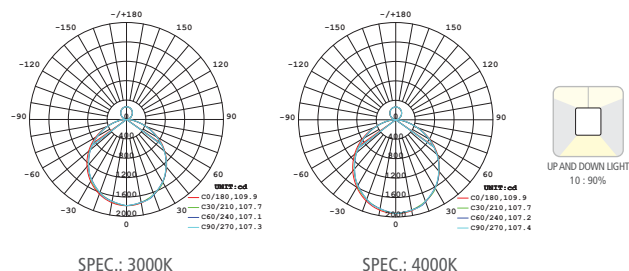 -/+180
-150 150
-120 120
-90 90
-60 60
-30 30
0
0
400
800
1200
1600
2000
UNIT:cd
C0/180,109.9
C30/210,107.7
C60/240,107.1
C90/270,107.3
SPEC.: 3000K
-/+180
-150 150
-120 120
-90 90
-60 60
-30 30
0
0
400
800
1200
1600
2000
UNIT:cd
C0/180,109.9
C30/210,107.7
C60/240,107.2
C90/270,107.4
SPEC.: 4000K
UP AND DOWN LIGHT
10 : 90%